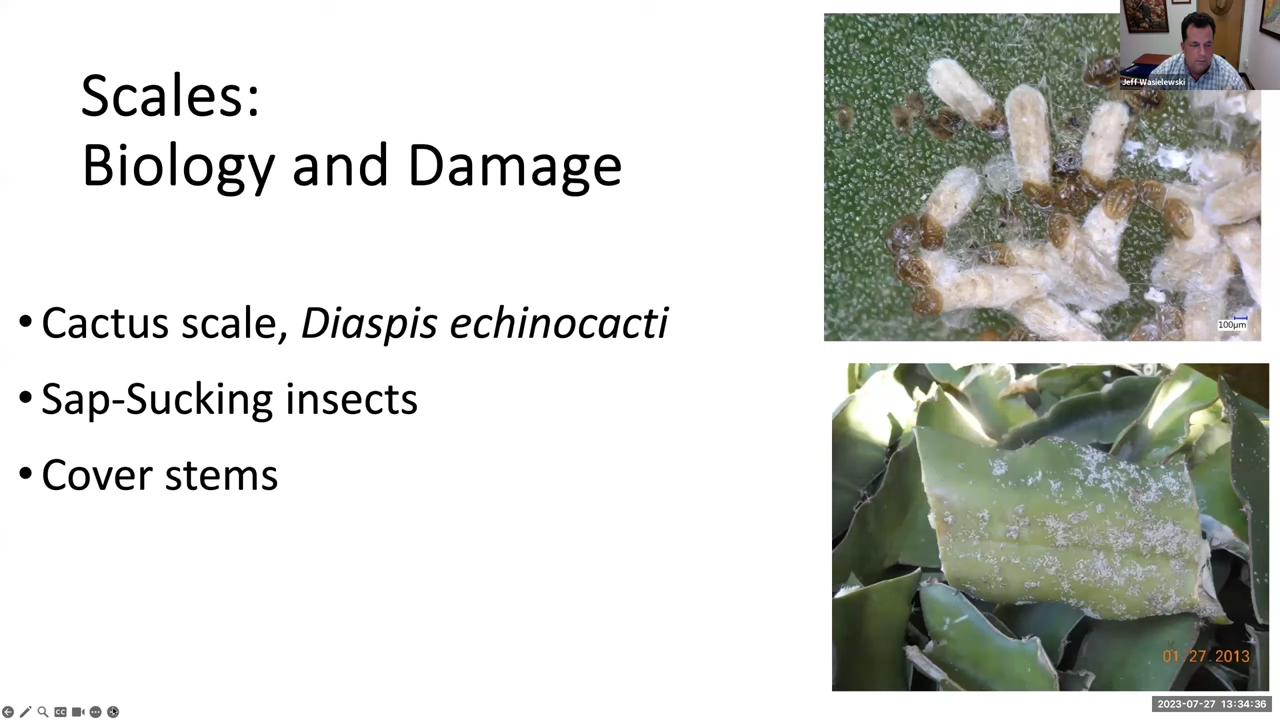 Scales:
Biology and Damage
• Cactus scale, Diaspis echinocacti
• Sap-Sucking insects
• Cover stems
Jeff Wasielewski
100µm
01 27 2013
CC
2023-07-27 13:34:36